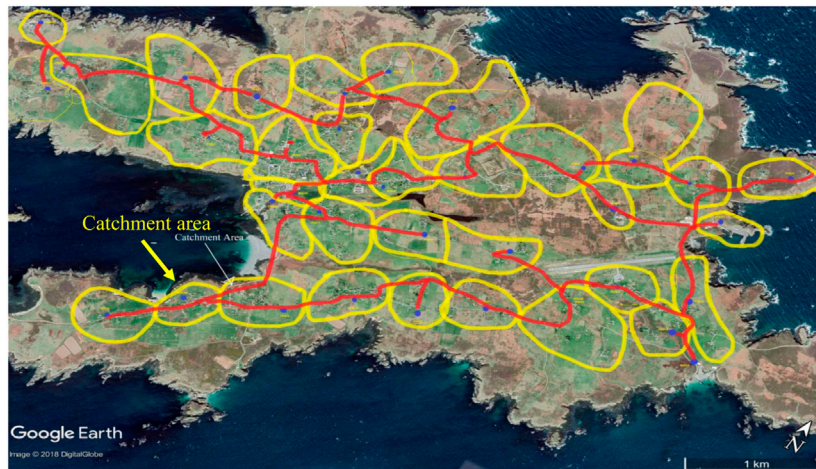 Catchment area
Catchment Area
Google Earth
Image © 2018 DigitalGlobe
N
1 km